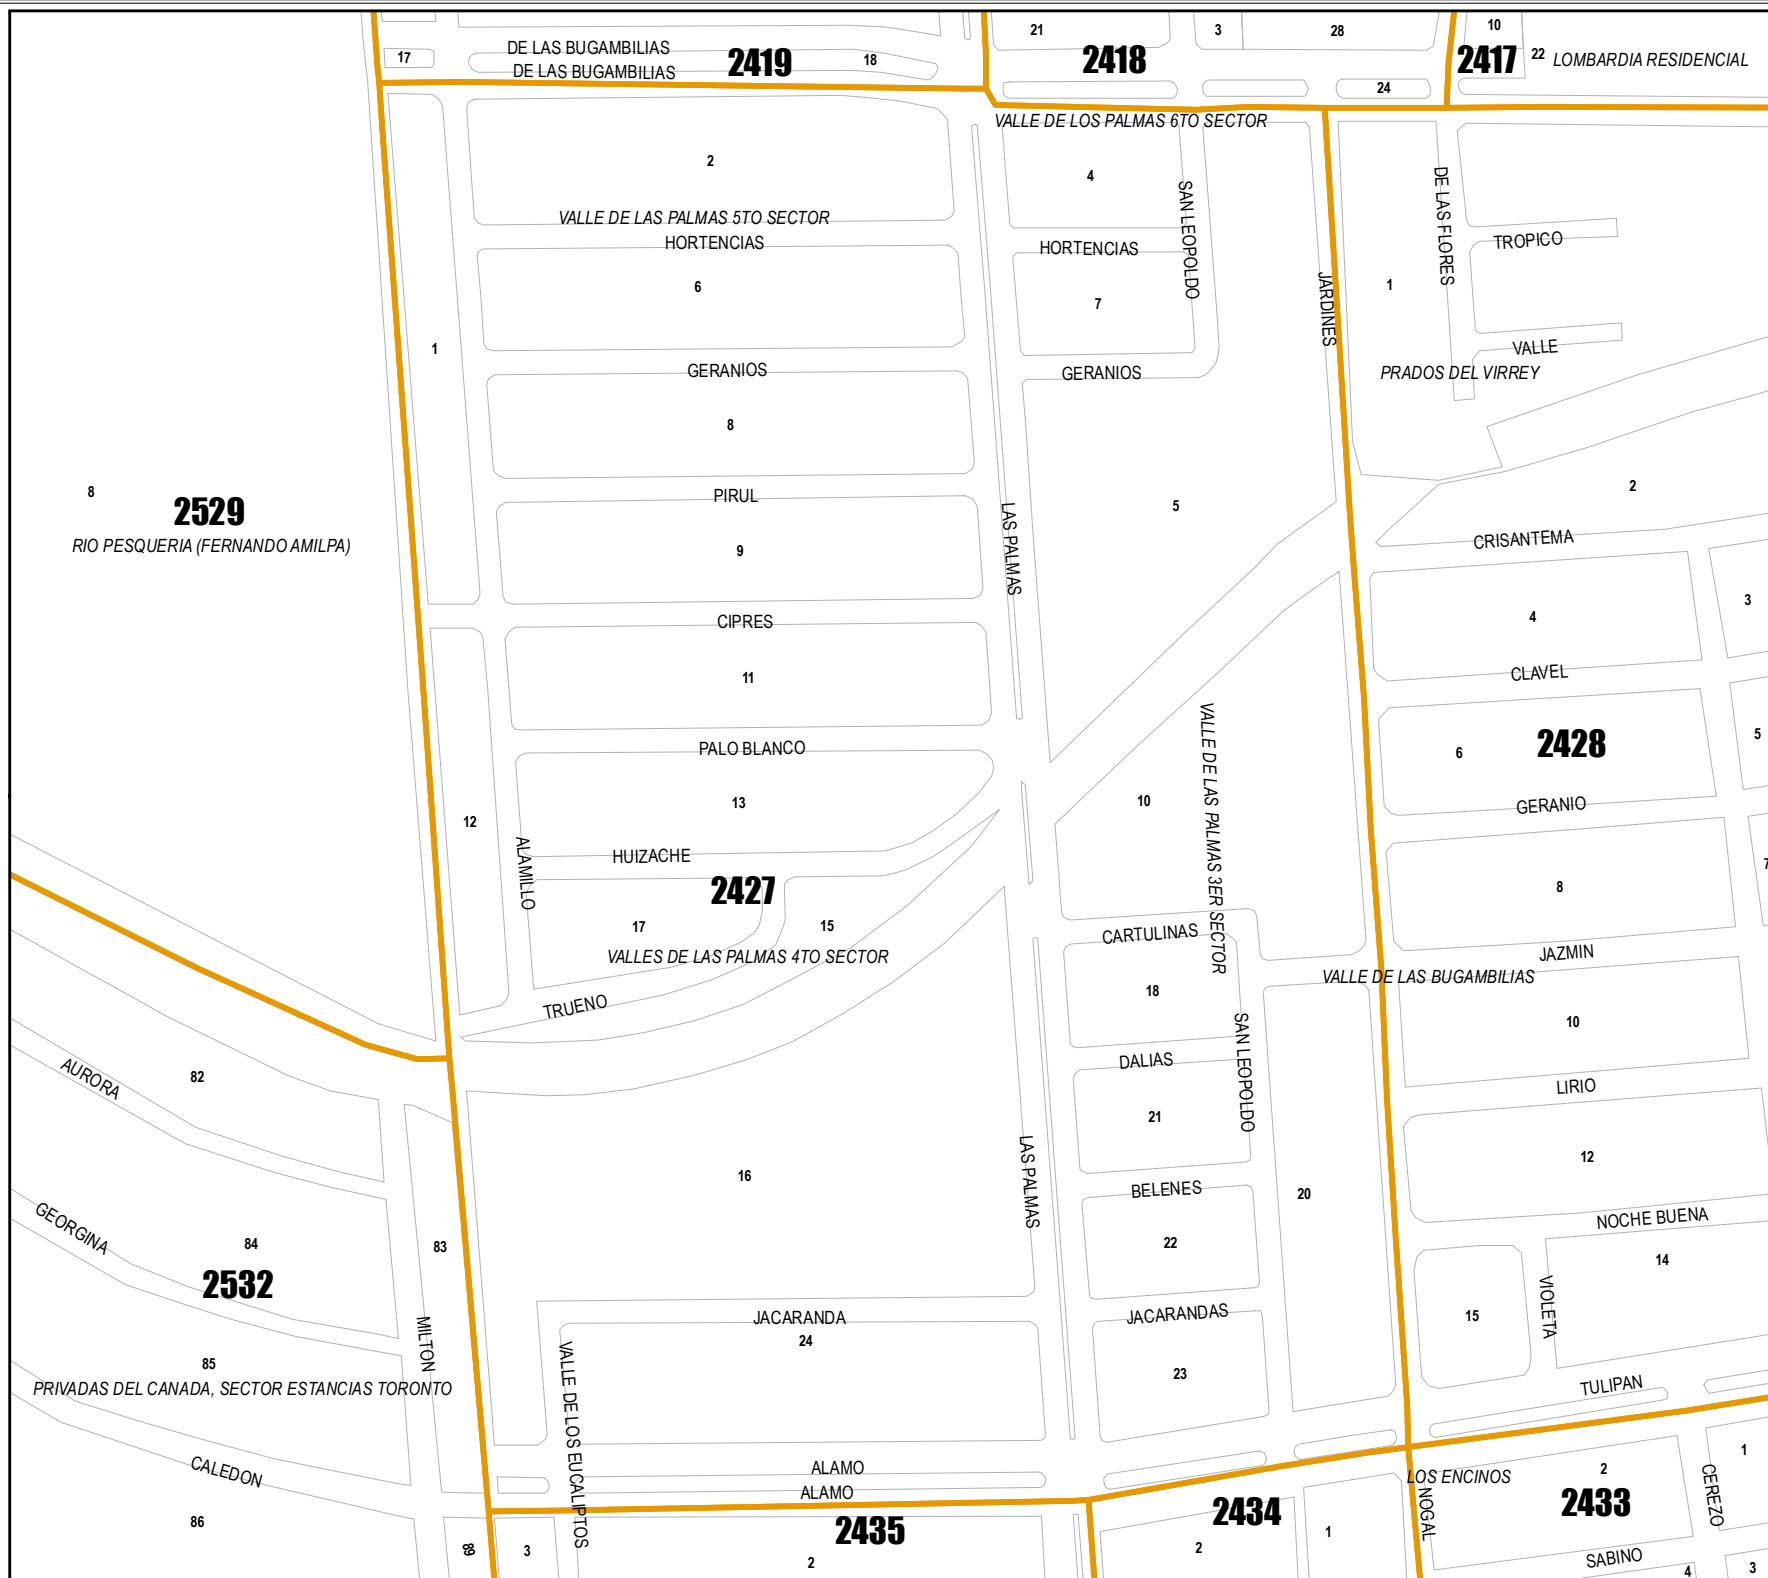 21
3
28
10
17
DE LAS BUGAMBILIAS
DE LAS BUGAMBILIAS
2419
18
2418
24
2417
22
LOMBARDIA RESIDENCIAL
VALLE DE LOS PALMAS 6TO SECTOR
2
4
SAN LEOPOLDO
DE LAS FLORES
VALLE DE LAS PALMAS 5TO SECTOR
HORTENCIAS
HORTENCIAS
TROPICO
6
7
JARDINES
1
1
VALLE
GERANIOS
GERANIOS
PRADOS DEL VIRREY
8
8
2529
RIO PESQUERIA (FERNANDO AMILPA)
PIRUL
LAS PALMAS
5
2
9
CRISANTEMA
CIPRES
4
3
11
CLAVEL
PALO BLANCO
VALLE DE LAS PALMAS 3ER SECTOR
6
2428
5
13
10
GERANIO
12
ALAMILLO
HUIZACHE
2427
8
7
17
15
VALLES DE LAS PALMAS 4TO SECTOR
CARTULINAS
JAZMIN
VALLE DE LAS BUGAMBILIAS
TRUENO
18
SAN LEOPOLDO
10
AURORA
82
DALIAS
LIRIO
21
LAS PALMAS
12
16
BELENES
20
GEORGINA
84
83
22
NOCHE BUENA
14
2532
MILTON
JACARANDA
24
JACARANDAS
15
VIOLETA
85
PRIVADAS DEL CANADA, SECTOR ESTANCIAS TORONTO
VALLE DE LOS EUCALIPTOS
23
TULIPAN
CALEDON
ALAMO
ALAMO
LOS ENCINOS
2
1
86
2435
2434
NOGAL
2433
CEREZO
89
3
2
2
1
SABINO
4
3